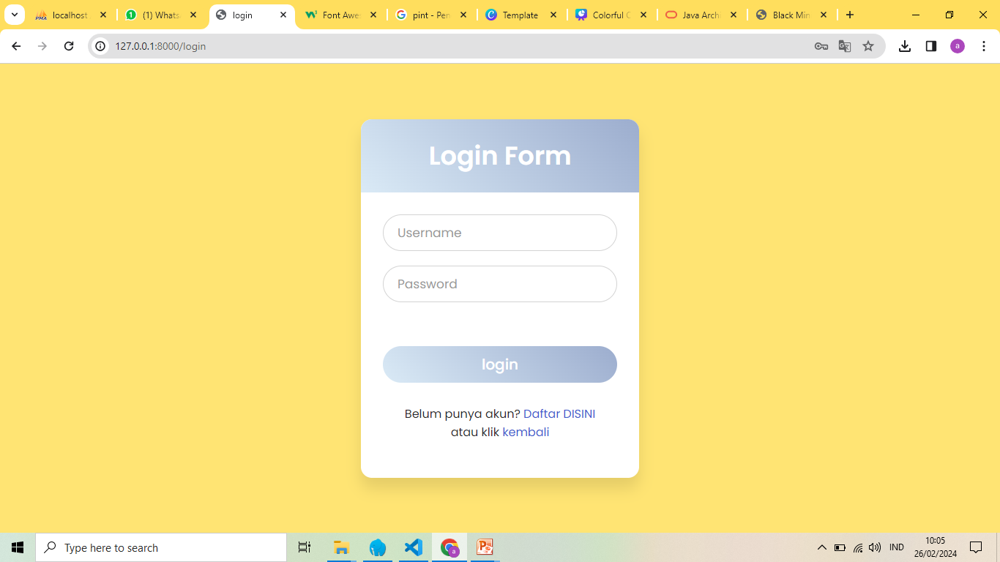 localhost
(1) Whats
login
Font Awe
pint - Pen
Template
Colorful C
Java Arch
Black Min
127.0.0.1:8000/login
a
Login Form
Username
Password
login
Belum punya akun? Daftar DISINI
atau klik kembali
Type here to search
IND
10:05
26/02/2024